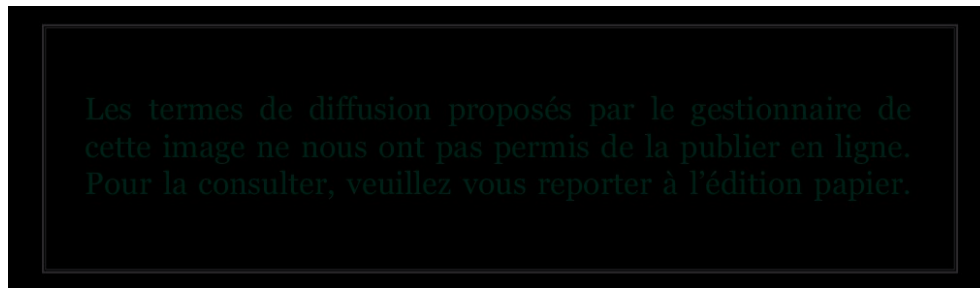 Les termes de diffusion proposés par le gestionnaire de
cette image ne nous ont pas permis de la publier en ligne.
Pour la consulter, veuillez vous reporter à l’édition papier.